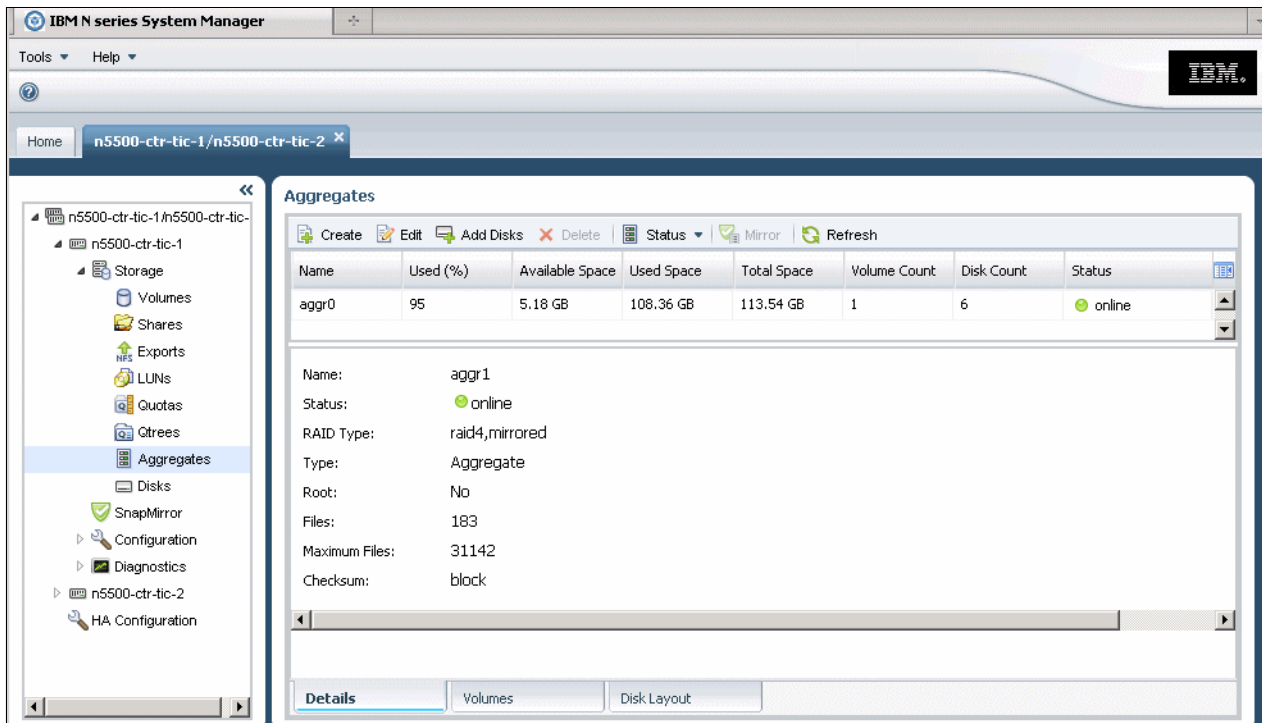 IBM N series System Manager
Tools Help
IBM.
Home n5500-ctr-tic-1/n5500-ctr-tic-2
n5500-ctr-tic-1/n5500-ctr-tic-
n5500-ctr-tic-1
Storage
Volumes
Shares
NFS Exports
LUNs
Quotas
Qtrees
Aggregates
Disks
SnapMirror
Configuration
Diagnostics
n5500-ctr-tic-2
HA Configuration
Aggregates
Create Edit Add Disks Delete Status Mirror Refresh
Name Used (%) Available Space Used Space Total Space Volume Count Disk Count Status
aggr0 95 5.18 GB 108.36 GB 113.54 GB 1 6 online
Name: aggr1
Status: online
RAID Type: raid4,mirrored
Type: Aggregate
Root: No
Files: 183
Maximum Files: 31142
Checksum: block
Details Volumes Disk Layout